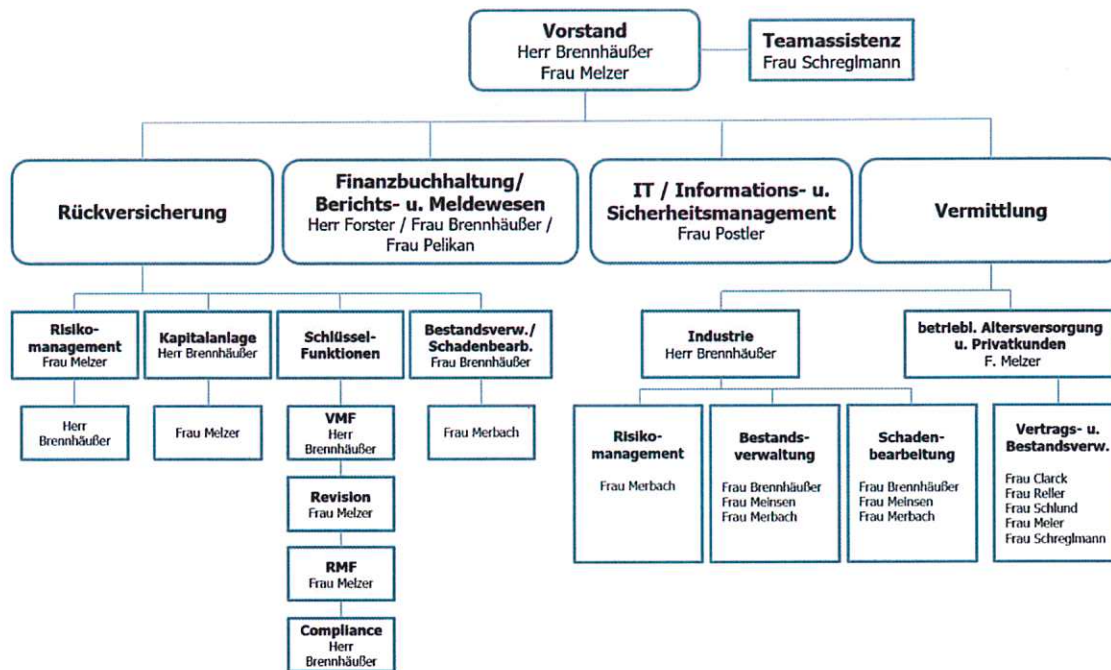 Vorstand
Herr Brennhäußer
Frau Melzer
Teamassistenz
Frau Schreglmann
Rückversicherung
Finanzbuchhaltung/
Berichts- u. Meldewesen
Herr Forster / Frau Brennhäußer /
Frau Pelikan
IT / Informations- u.
Sicherheitsmanagement
Frau Postler
Vermittlung
Risiko-
management
Frau Melzer
Herr
Brennhäußer
Kapitalanlage
Herr Brennhäußer
Frau Melzer
Schlüssel-
Funktionen
VMF
Herr
Brennhäußer
Revision
Frau Melzer
RMF
Frau Melzer
Compliance
Herr
Brennhäußer
Bestandsverw./
Schadenbearb.
Frau Brennhäußer
Frau Merbach
Industrie
Herr Brennhäußer
Risiko-
management
Frau Merbach
Bestands-
verwaltung
Frau Brennhäußer
Frau Meinsen
Frau Merbach
Schaden-
bearbeitung
Frau Brennhäußer
Frau Meinsen
Frau Merbach
betriebl. Altersversorgung
u. Privatkunden
F. Melzer
Vertrags- u.
Bestandsverw.
Frau Clarck
Frau Reller
Frau Schlund
Frau Meier
Frau Schreglmann